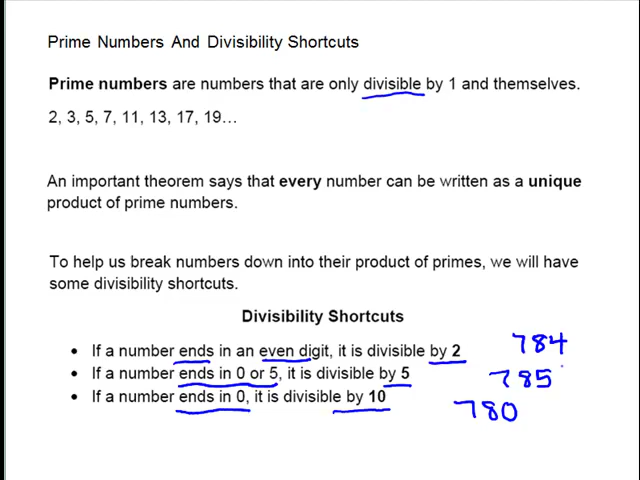 Prime Numbers And Divisibility Shortcuts
Prime numbers are numbers that are only divisible by 1 and themselves.
2, 3, 5, 7, 11, 13, 17, 19…
An important theorem says that every number can be written as a unique
product of prime numbers.
To help us break numbers down into their product of primes, we will have
some divisibility shortcuts.
Divisibility Shortcuts
• If a number ends in an even digit, it is divisible by 2 784
• If a number ends in 0 or 5, it is divisible by 5 785
• If a number ends in 0, it is divisible by 10 780